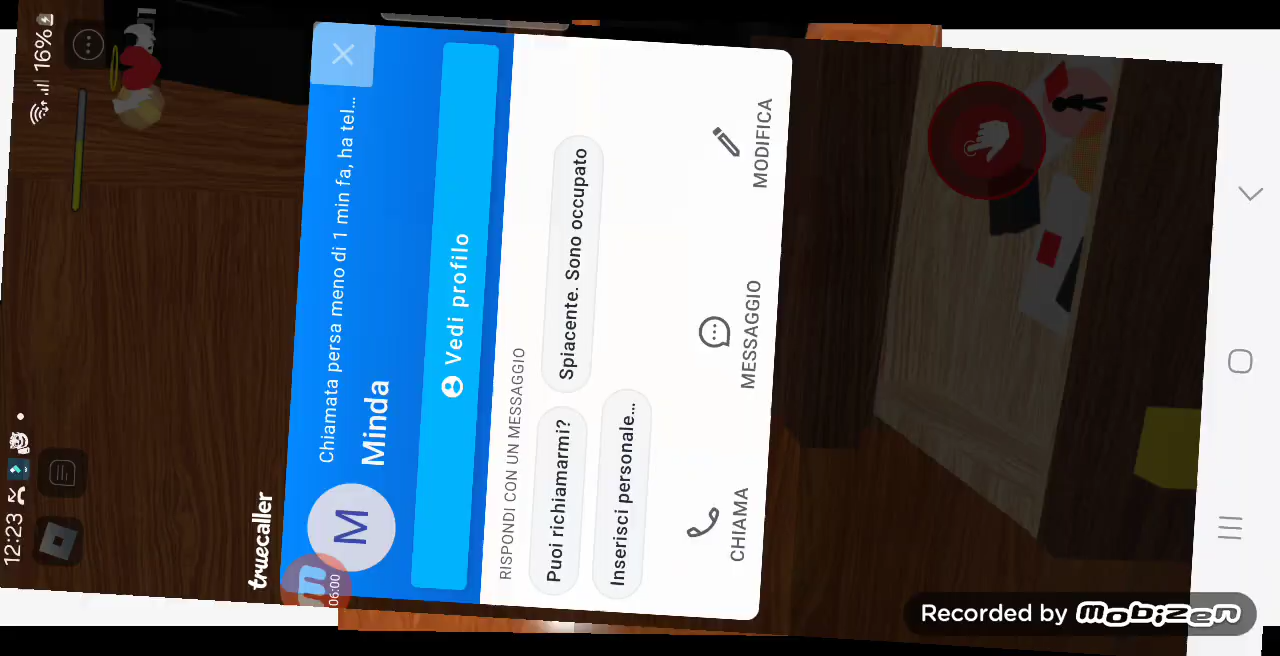 12:23
16%
truecaller
Chiamata persa meno di 1 min fa, ha tel...
M
Minda
Vedi profilo
RISPONDI CON UN MESSAGGIO
Puoi richiamarmi?
Spiacente. Sono occupato
Inserisci personale...
CHIAMA
MESSAGGIO
MODIFICA
m
06:00
Recorded by mobizen